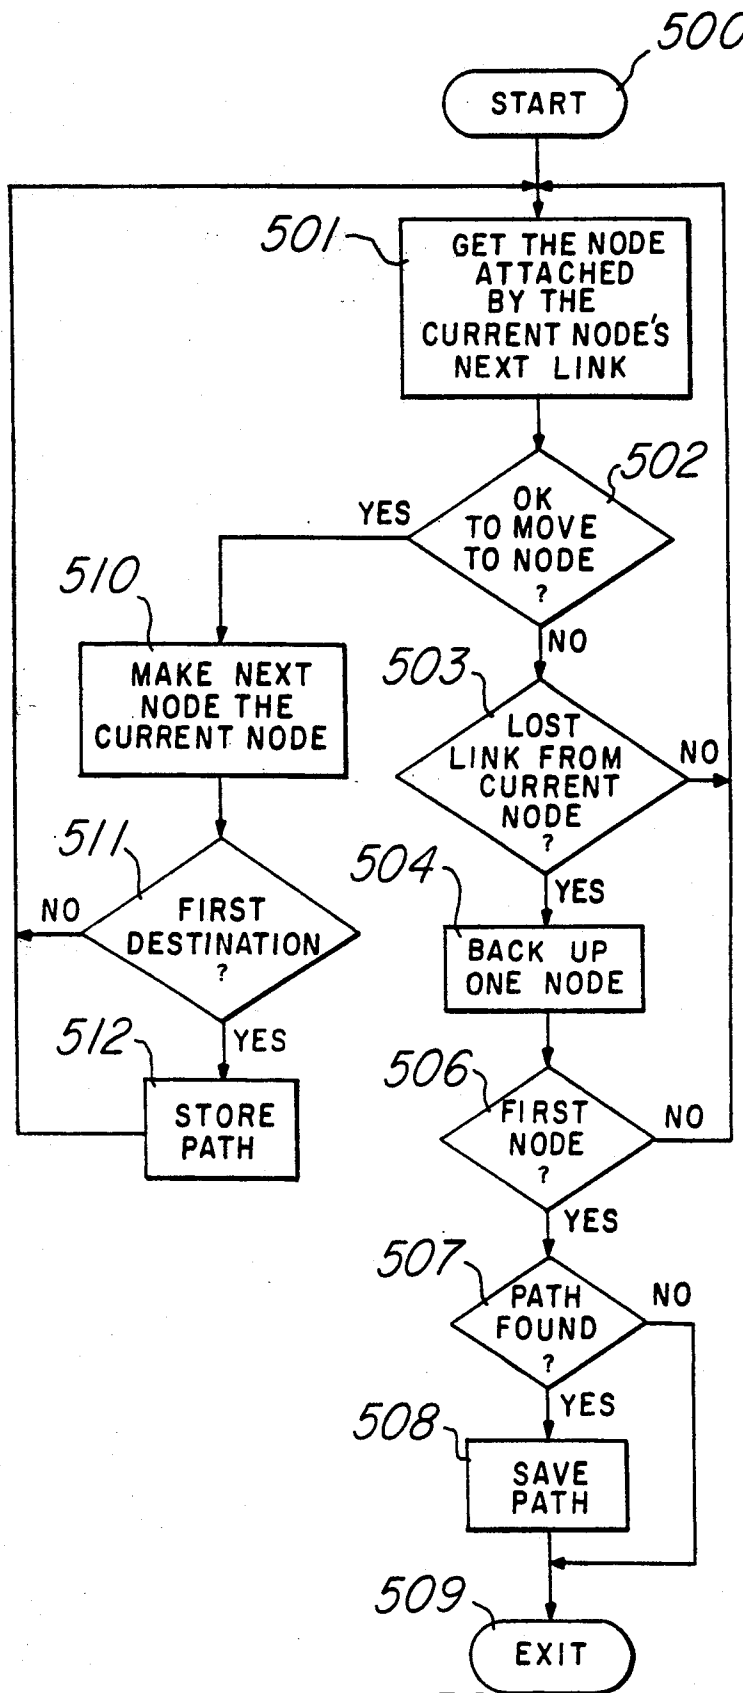 500
START
501
GET THE NODE
ATTACHED
BY THE
CURRENT NODE'S
NEXT LINK
502
OK
TO MOVE
TO NODE
?
YES
NO
510
MAKE NEXT
NODE THE
CURRENT NODE
503
LOST
LINK FROM
CURRENT
NODE
?
NO
YES
511
FIRST
DESTINATION
?
NO
YES
504
BACK UP
ONE NODE
512
STORE
PATH
506
FIRST
NODE
?
NO
YES
507
PATH
FOUND
?
NO
YES
508
SAVE
PATH
509
EXIT